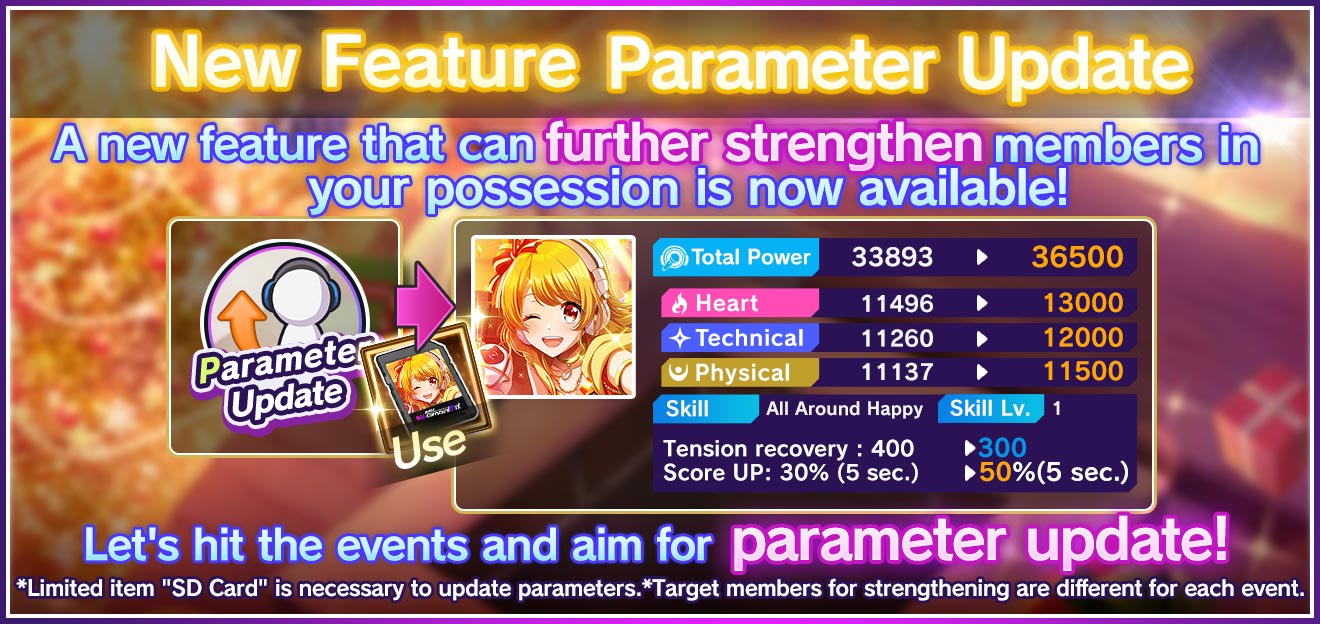 New Feature Parameter Update
A new feature that can further strengthen members in
your possession is now available!
Parameter
Update
Use
Total Power 33893 ▶ 36500
Heart 11496 ▶ 13000
Technical 11260 ▶ 12000
Physical 11137 ▶ 11500
Skill All Around Happy Skill Lv. 1
Tension recovery : 400 ▶300
Score UP: 30% (5 sec.) ▶50%(5 sec.)
Let's hit the events and aim for parameter update!
*Limited item "SD Card" is necessary to update parameters.*Target members for strengthening are different for each event.